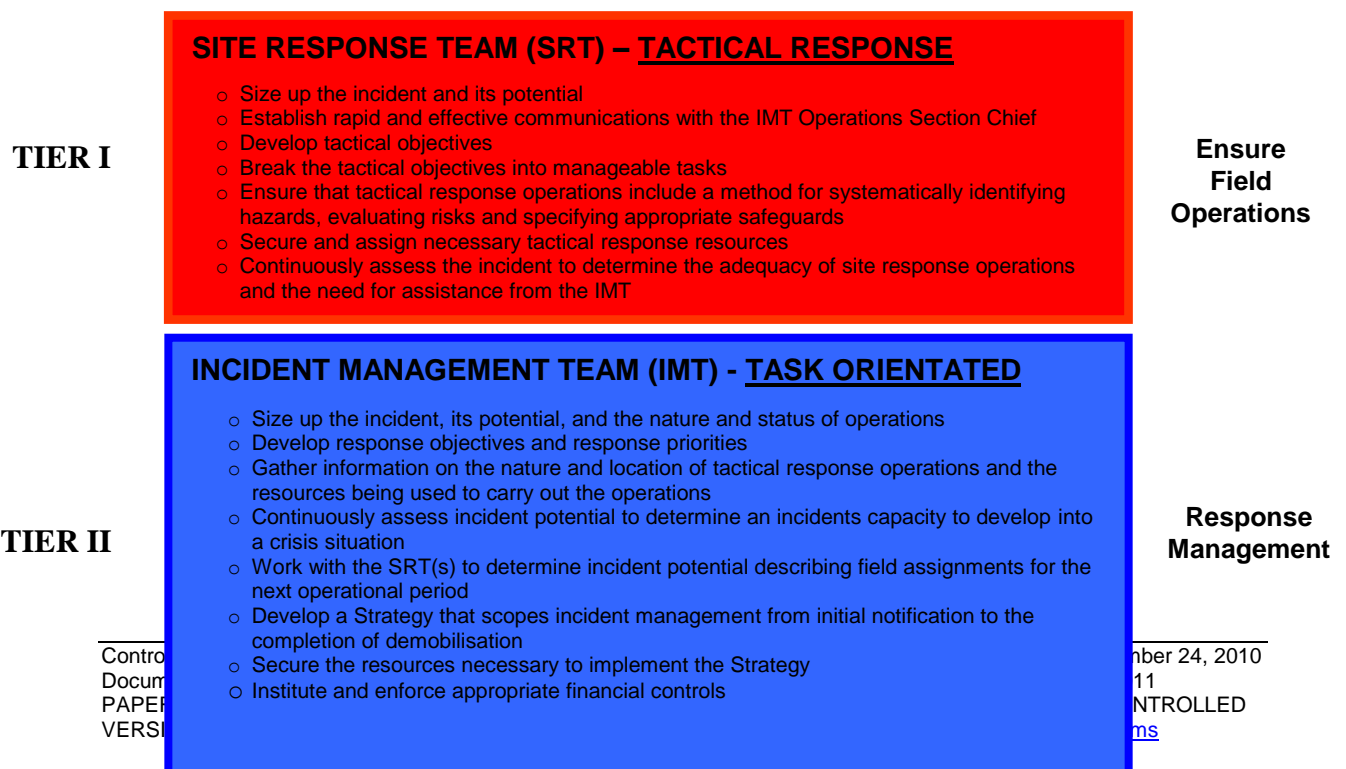 SITE RESPONSE TEAM (SRT) – TACTICAL RESPONSE
o Size up the incident and its potential
o Establish rapid and effective communications with the IMT Operations Section Chief
o Develop tactical objectives
o Break the tactical objectives into manageable tasks
o Ensure that tactical response operations include a method for systematically identifying
hazards, evaluating risks and specifying appropriate safeguards
o Secure and assign necessary tactical response resources
o Continuously assess the incident to determine the adequacy of site response operations
and the need for assistance from the IMT
TIER I
Ensure
Field
Operations
INCIDENT MANAGEMENT TEAM (IMT) - TASK ORIENTATED
o Size up the incident, its potential, and the nature and status of operations
o Develop response objectives and response priorities
o Gather information on the nature and location of tactical response operations and the
resources being used to carry out the operations
o Continuously assess incident potential to determine an incidents capacity to develop into
a crisis situation
o Work with the SRT(s) to determine incident potential describing field assignments for the
next operational period
o Develop a Strategy that scopes incident management from initial notification to the
completion of demobilisation
o Secure the resources necessary to implement the Strategy
o Institute and enforce appropriate financial controls
TIER II
Response
Management
Contro
Docum
PAPE
VERSI
ber 24, 2010
11
NTROLLED
ms